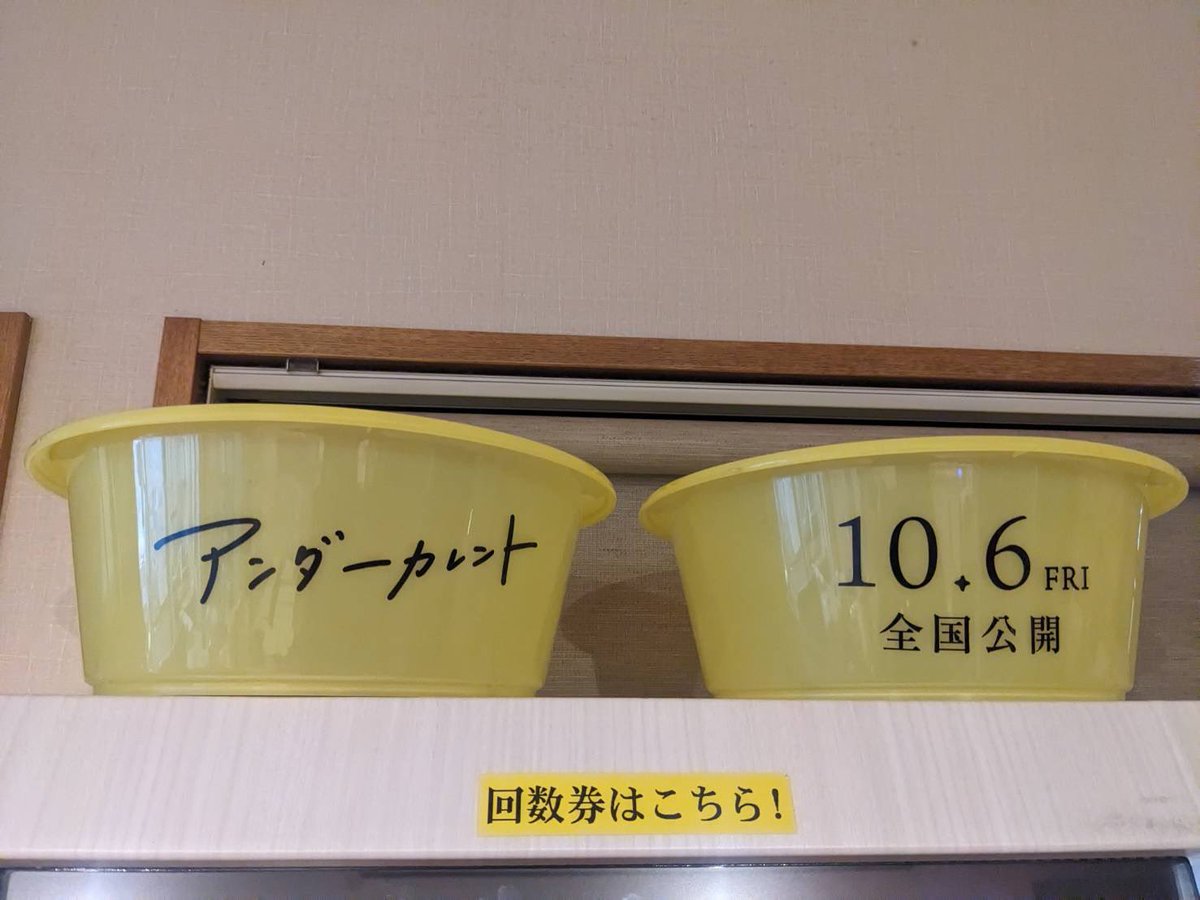 アンダーカレント
10.6 FRI
全国公開
回数券はこちら!